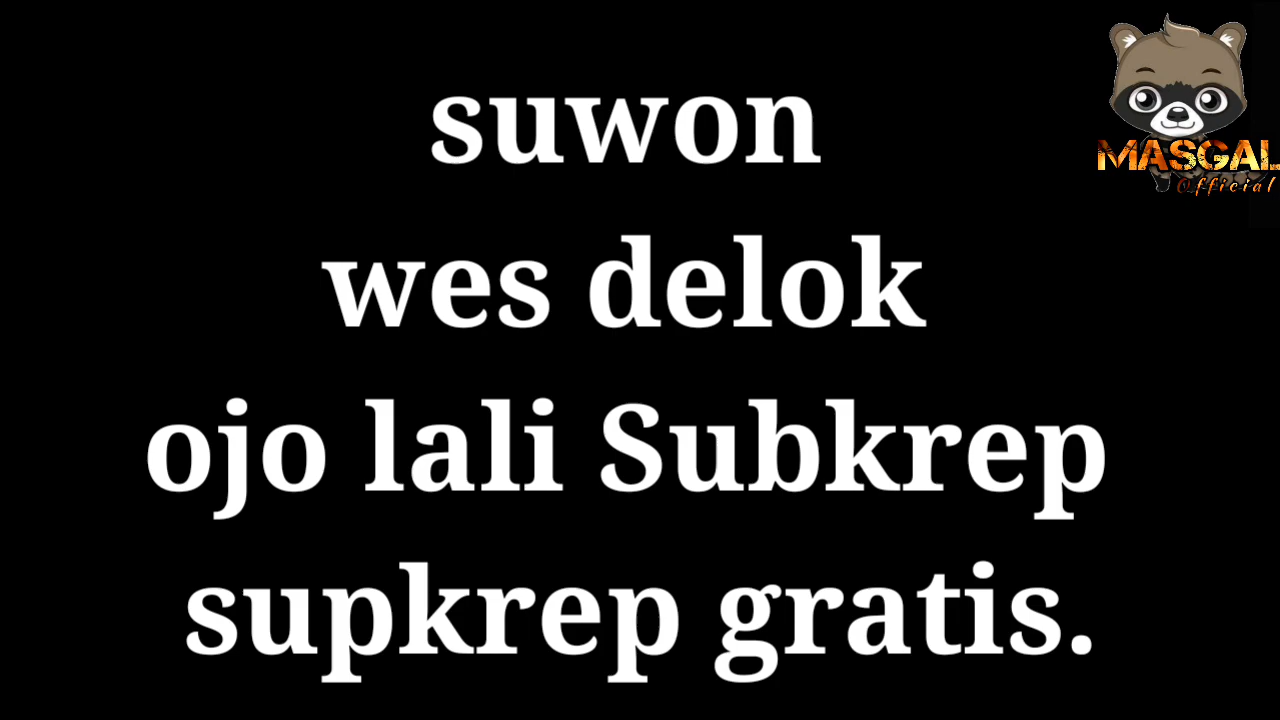 suwon
wes delok
ojo lali Subkrep
supkrep gratis.
MASGAL
Official